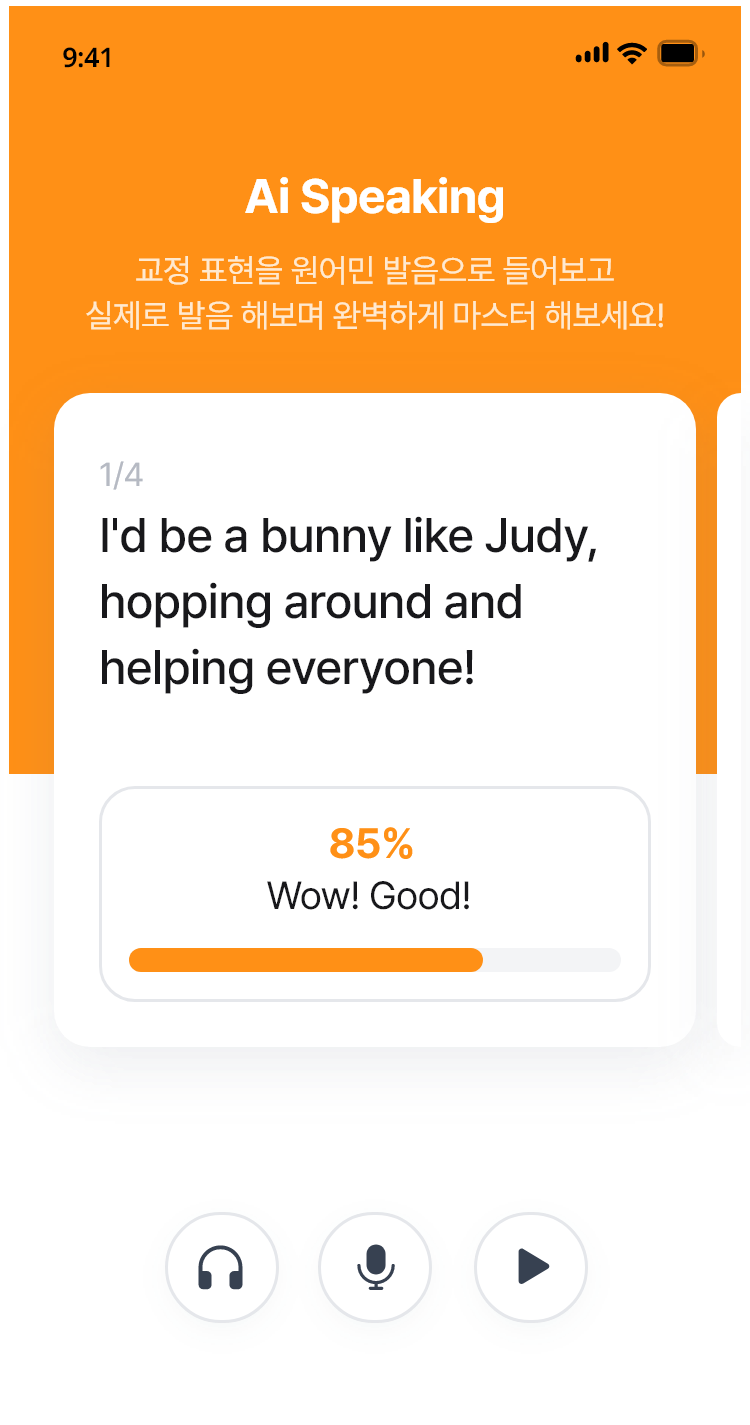 9:41
Ai Speaking
교정 표현을 원어민 발음으로 들어보고
실제로 발음 해보며 완벽하게 마스터 해보세요!
1/4
I'd be a bunny like Judy,
hopping around and
helping everyone!
85%
Wow! Good!